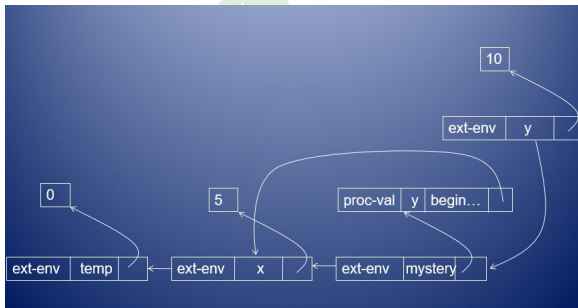 10
ext-env y
0
5
proc-val y begin...
ext-env temp
ext-env x
ext-env mystery